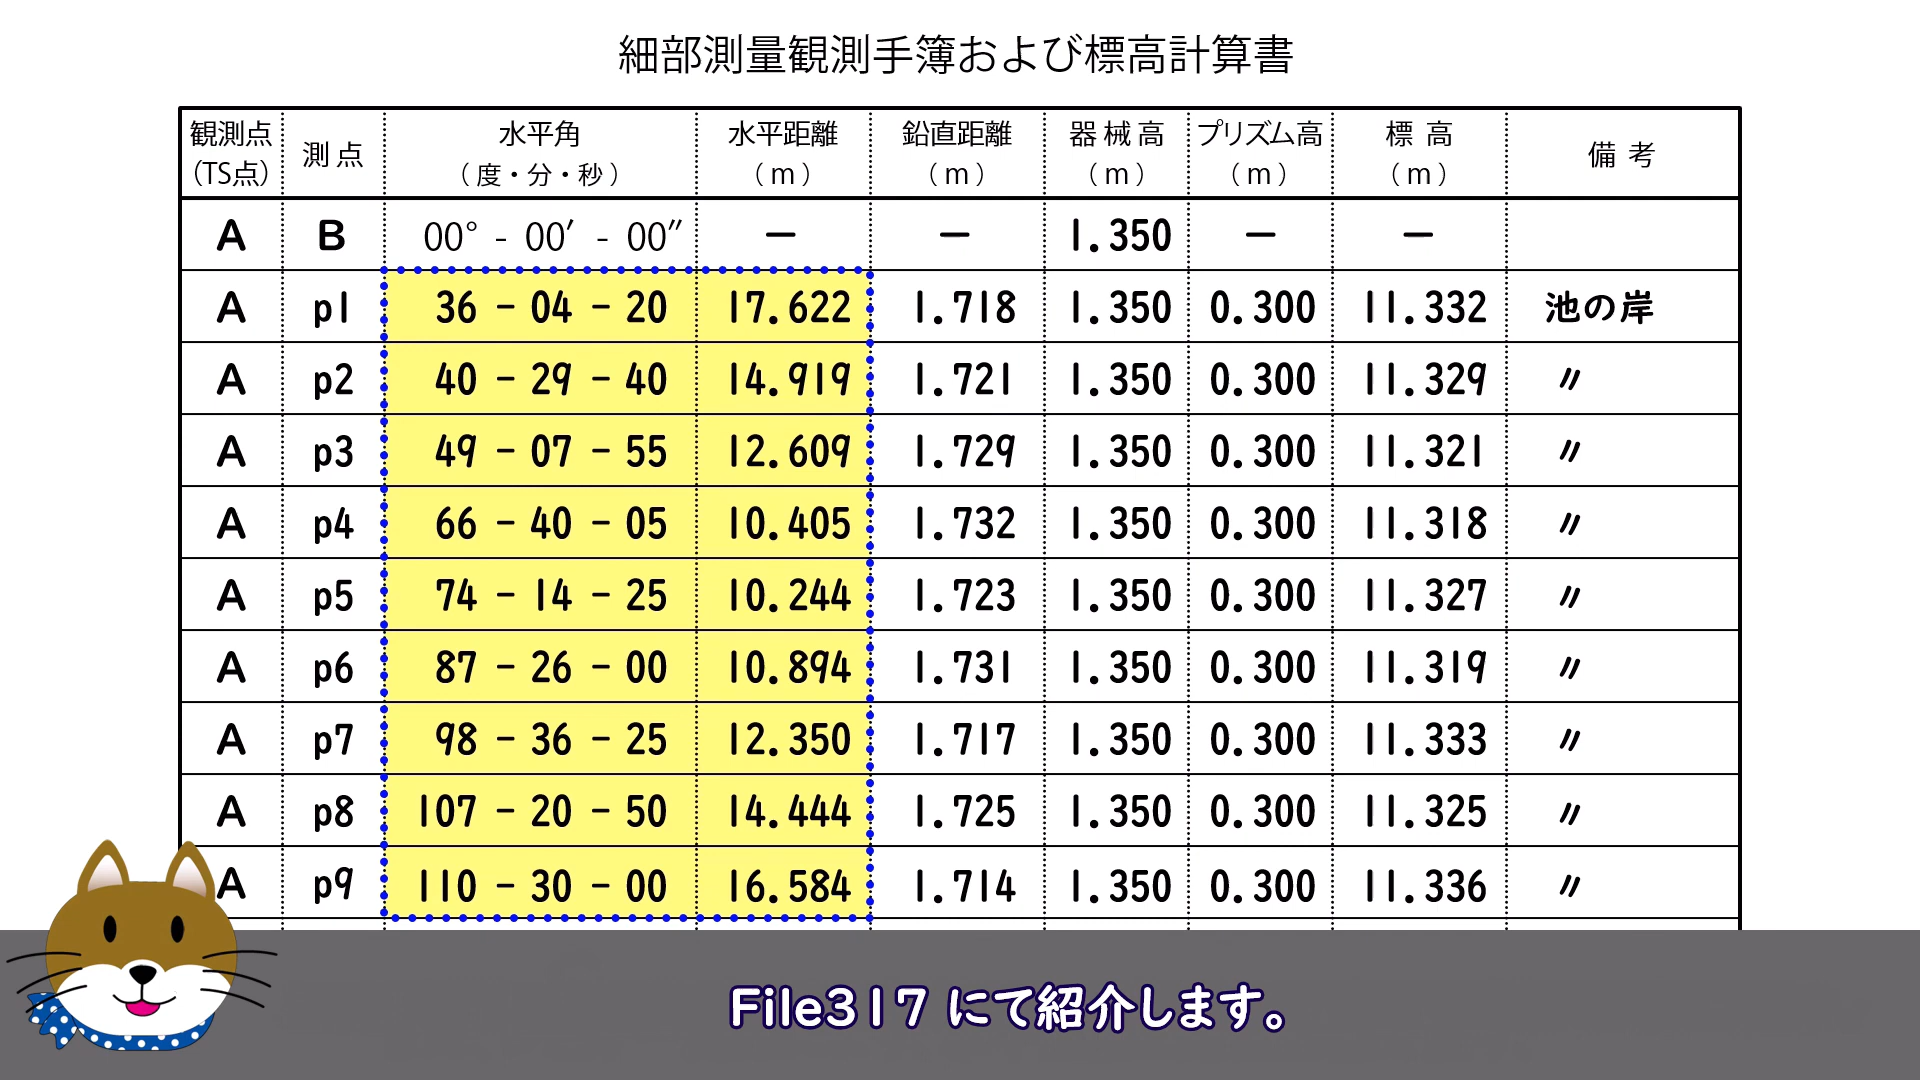 細部測量観測手簿および標高計算書
観測点(TS点) 測点 水平角(度・分・秒) 水平距離(m) 鉛直距離(m) 器械高(m) プリズム高(m) 標高(m) 備考
A B 00° - 00′ - 00″ — — 1.350 — —
A p1 36 - 04 - 20 17.622 1.718 1.350 0.300 11.332 池の岸
A p2 40 - 29 - 40 14.919 1.721 1.350 0.300 11.329 〃
A p3 49 - 07 - 55 12.609 1.729 1.350 0.300 11.321 〃
A p4 66 - 40 - 05 10.405 1.732 1.350 0.300 11.318 〃
A p5 74 - 14 - 25 10.244 1.723 1.350 0.300 11.327 〃
A p6 87 - 26 - 00 10.894 1.731 1.350 0.300 11.319 〃
A p7 98 - 36 - 25 12.350 1.717 1.350 0.300 11.333 〃
A p8 107 - 20 - 50 14.444 1.725 1.350 0.300 11.325 〃
A p9 110 - 30 - 00 16.584 1.714 1.350 0.300 11.336 〃
File317 にて紹介します。